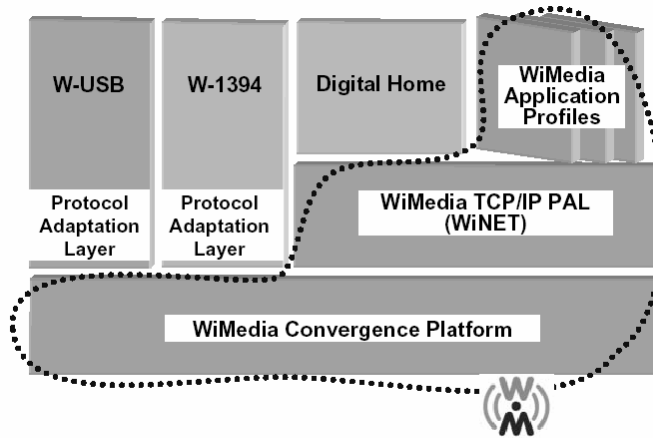 W-USB
W-1394
Digital Home
WiMedia
Application
Profiles
Protocol
Adaptation
Layer
Protocol
Adaptation
Layer
WiMedia TCP/IP PAL
(WiNET)
WiMedia Convergence Platform
W
M